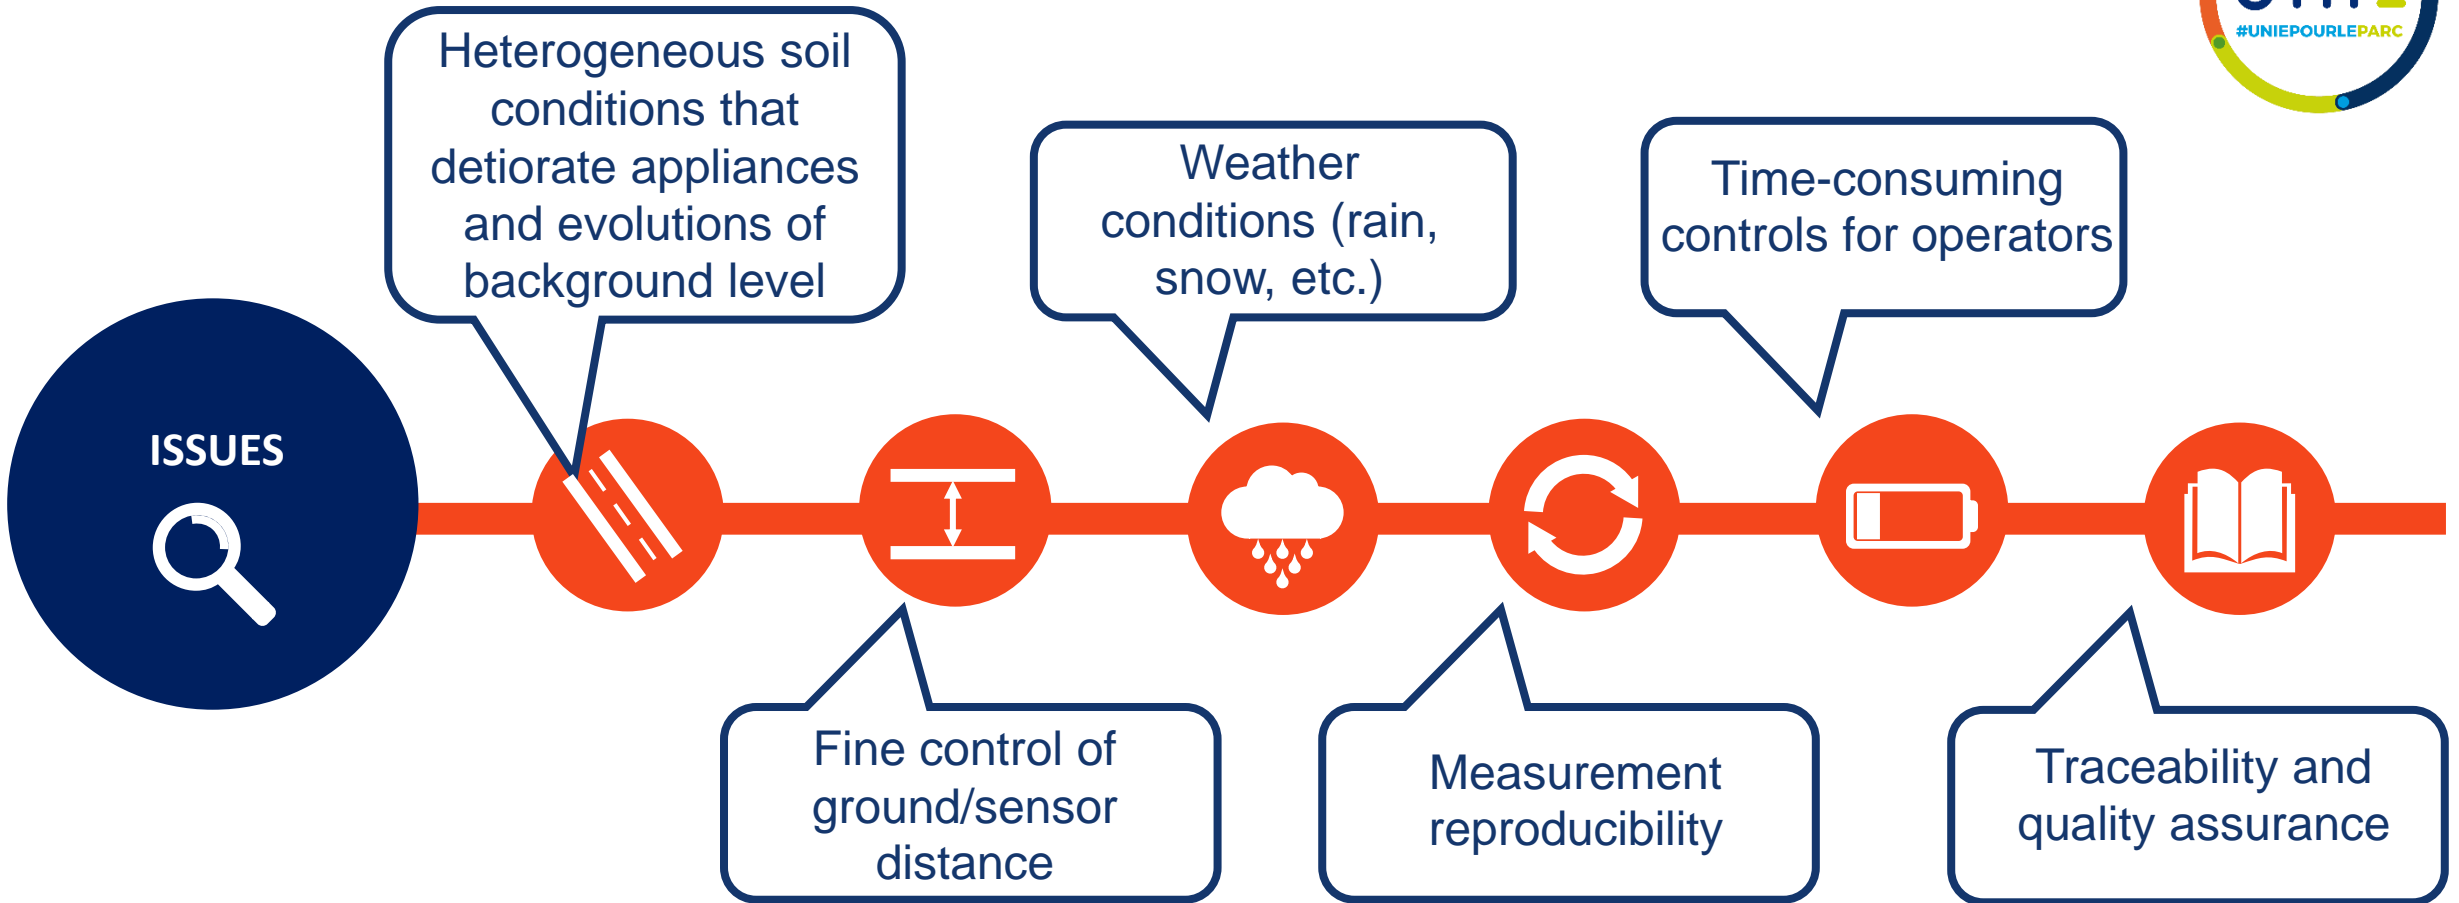 #UNIEPOURLEPARC
Heterogeneous soil
conditions that
detiorate appliances
and evolutions of
background level
Weather
conditions (rain,
snow, etc.)
Time-consuming
controls for operators
ISSUES
Fine control of
ground/sensor
distance
Measurement
reproducibility
Traceability and
quality assurance